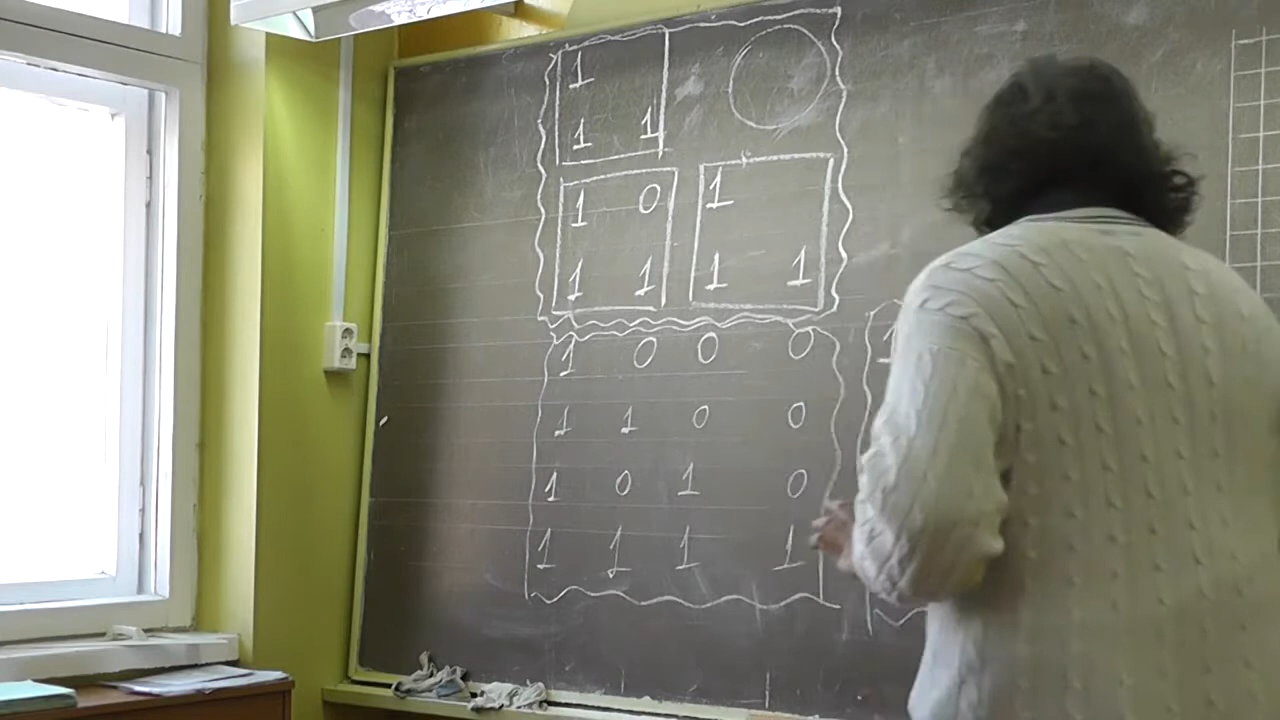 1
1 1
1 0 1
1 1 1 1
1 0 0 0
1 1 0 0
1 0 1 0
1 1 1 1